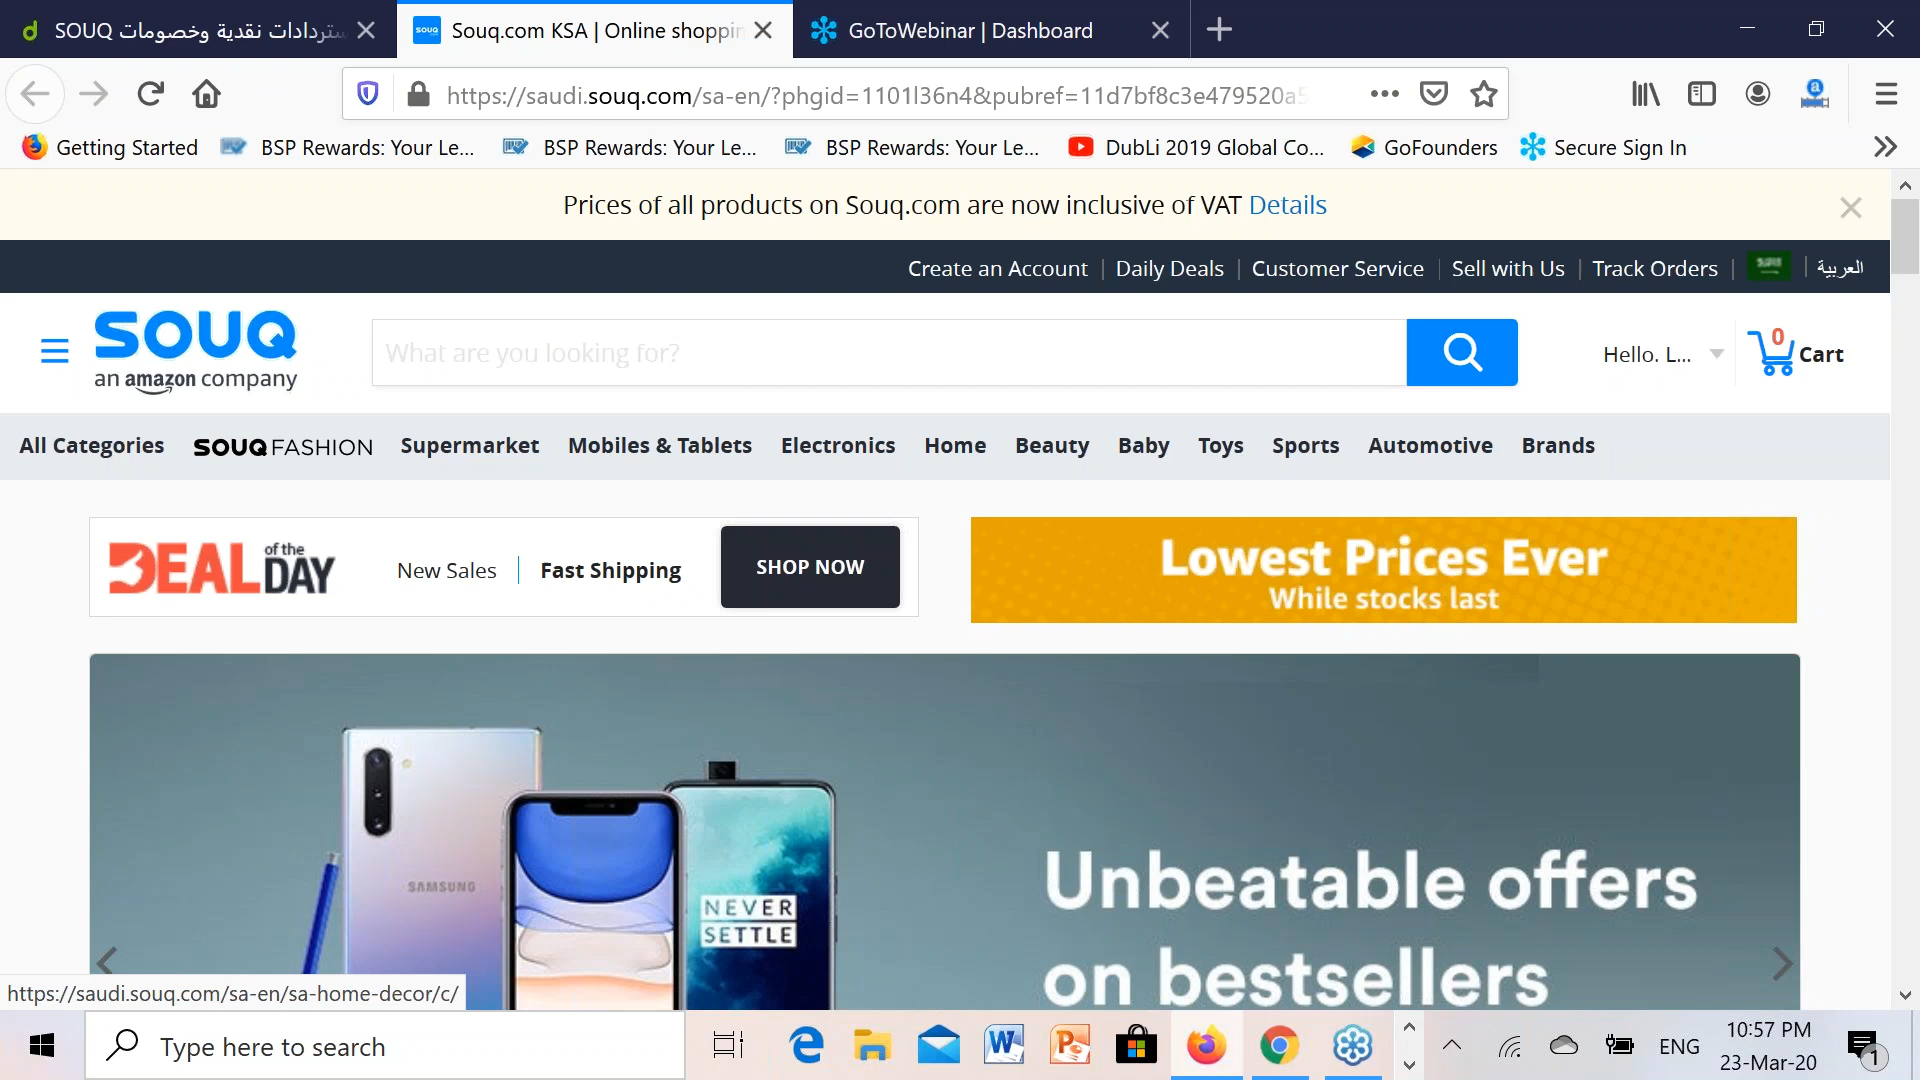 SOUQ ستردادات نقدية وخصومات
Souq.com KSA | Online shoppin
GoToWebinar | Dashboard
https://saudi.souq.com/sa-en/?phgid=1101l36n4&pubref=11d7bf8c3e479520a5
Getting Started
BSP Rewards: Your Le...
BSP Rewards: Your Le...
BSP Rewards: Your Le...
DubLi 2019 Global Co...
GoFounders
Secure Sign In
Prices of all products on Souq.com are now inclusive of VAT Details
Create an Account | Daily Deals | Customer Service | Sell with Us | Track Orders | العربية
SOUQ
an amazon company
What are you looking for?
Hello. L...
0
Cart
All Categories
SOUQ FASHION
Supermarket
Mobiles & Tablets
Electronics
Home
Beauty
Baby
Toys
Sports
Automotive
Brands
DEAL of the DAY
New Sales | Fast Shipping
SHOP NOW
Lowest Prices Ever
While stocks last
SAMSUNG
NEVER
SETTLE
Unbeatable offers
on bestsellers
https://saudi.souq.com/sa-en/sa-home-decor/c/
Type here to search
ENG
10:57 PM
23-Mar-20
1